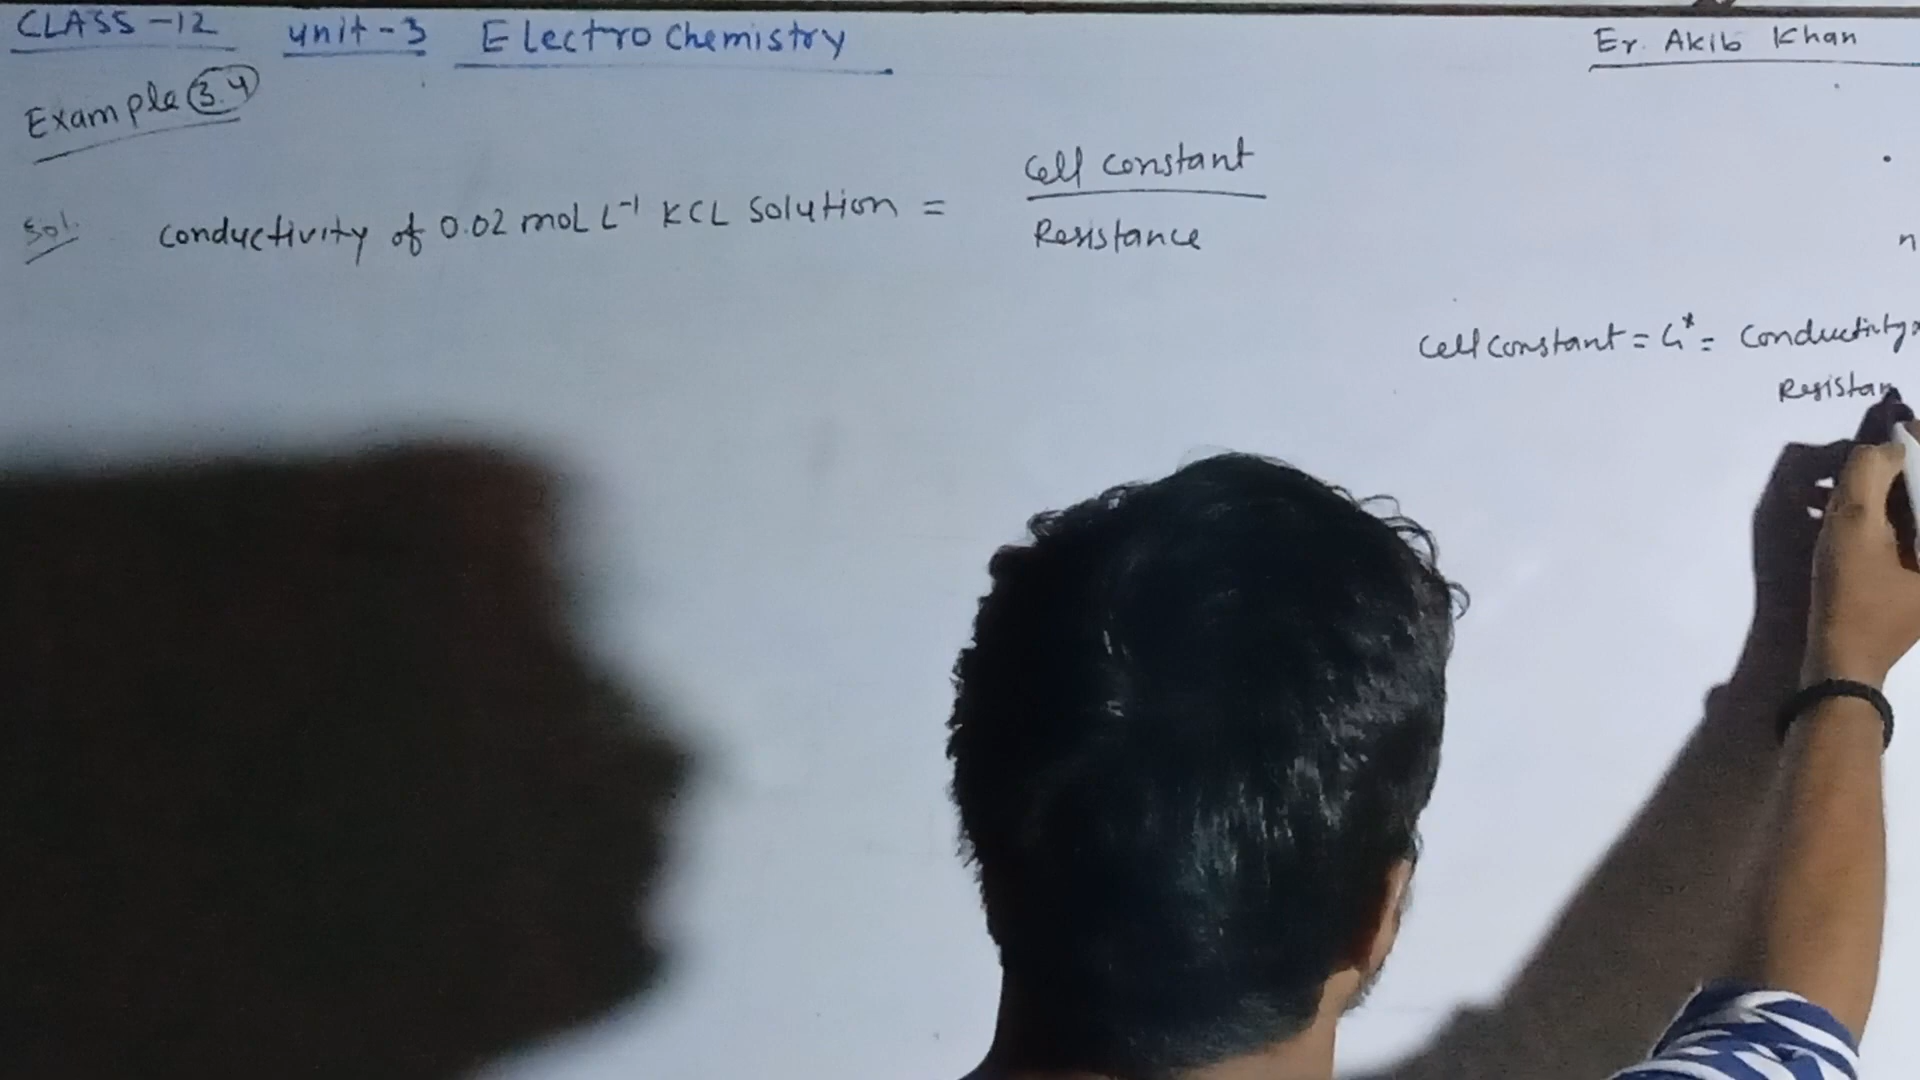 CLASS-12 unit-3 Electro Chemistry
Er. Akib Khan
Example 3.4
Sol. Conductivity of 0.02 mol L⁻¹ KCL Solution = Cell Constant
Resistance
n
Cell Constant = G* = Conductivity x
Resistan